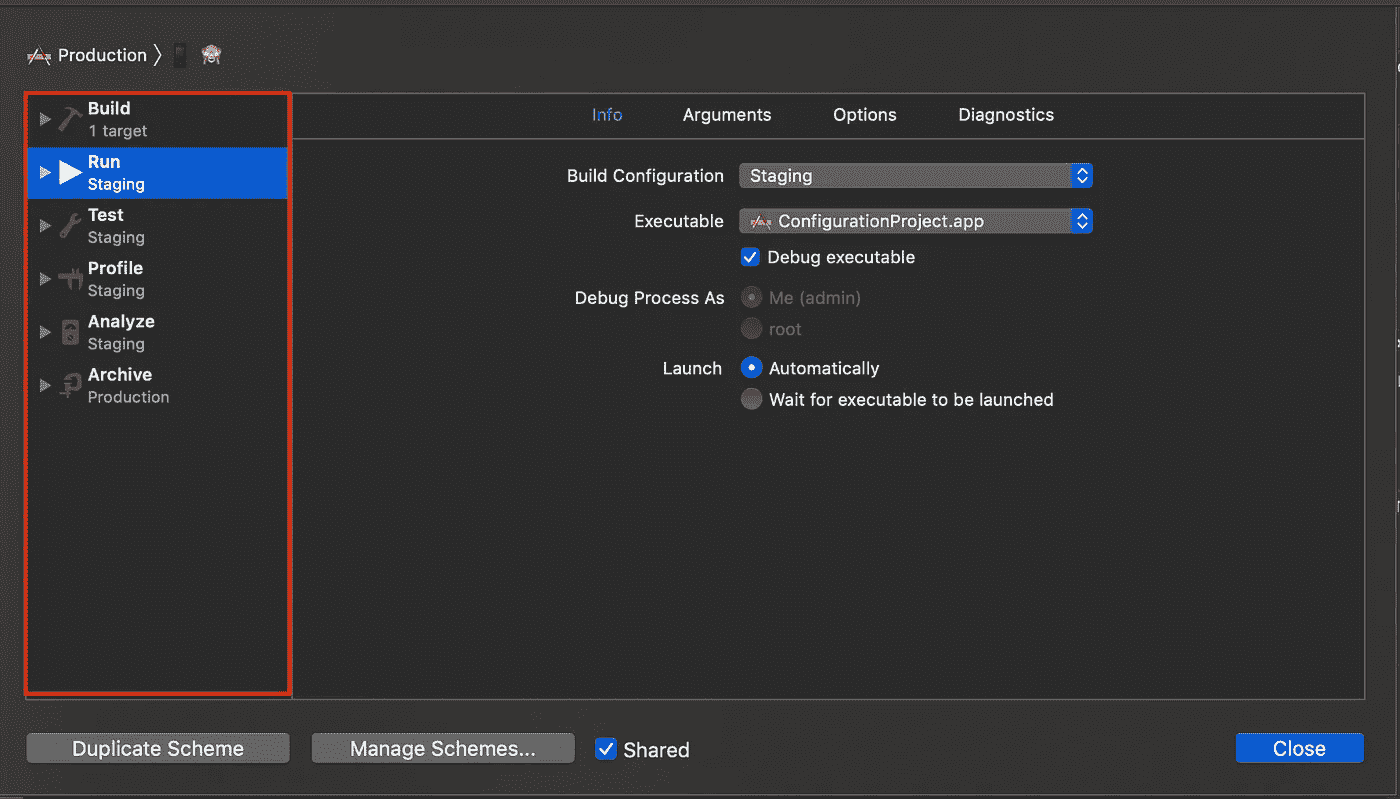 Production
Build
1 target
Run
Staging
Test
Staging
Profile
Staging
Analyze
Staging
Archive
Production
Info Arguments Options Diagnostics
Build Configuration Staging
Executable ConfigurationProject.app
Debug executable
Debug Process As Me (admin)
root
Launch Automatically
Wait for executable to be launched
Duplicate Scheme Manage Schemes... Shared Close